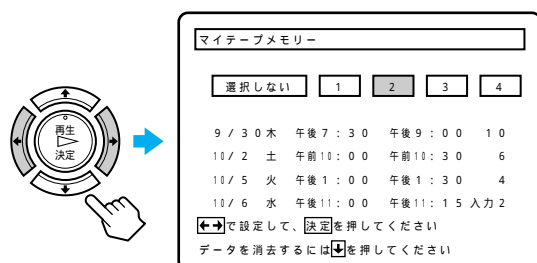 マイテープメモリー
選択しない 1 2 3 4
再生
決定
9/30木 午後7:30 午後9:00 10
10/2 土 午前10:00 午前10:30 6
10/5 火 午後1:00 午後1:30 4
10/6 水 午後11:00 午後11:15 入力2
←→で設定して、決定を押してください
データを消去するには↓を押してください